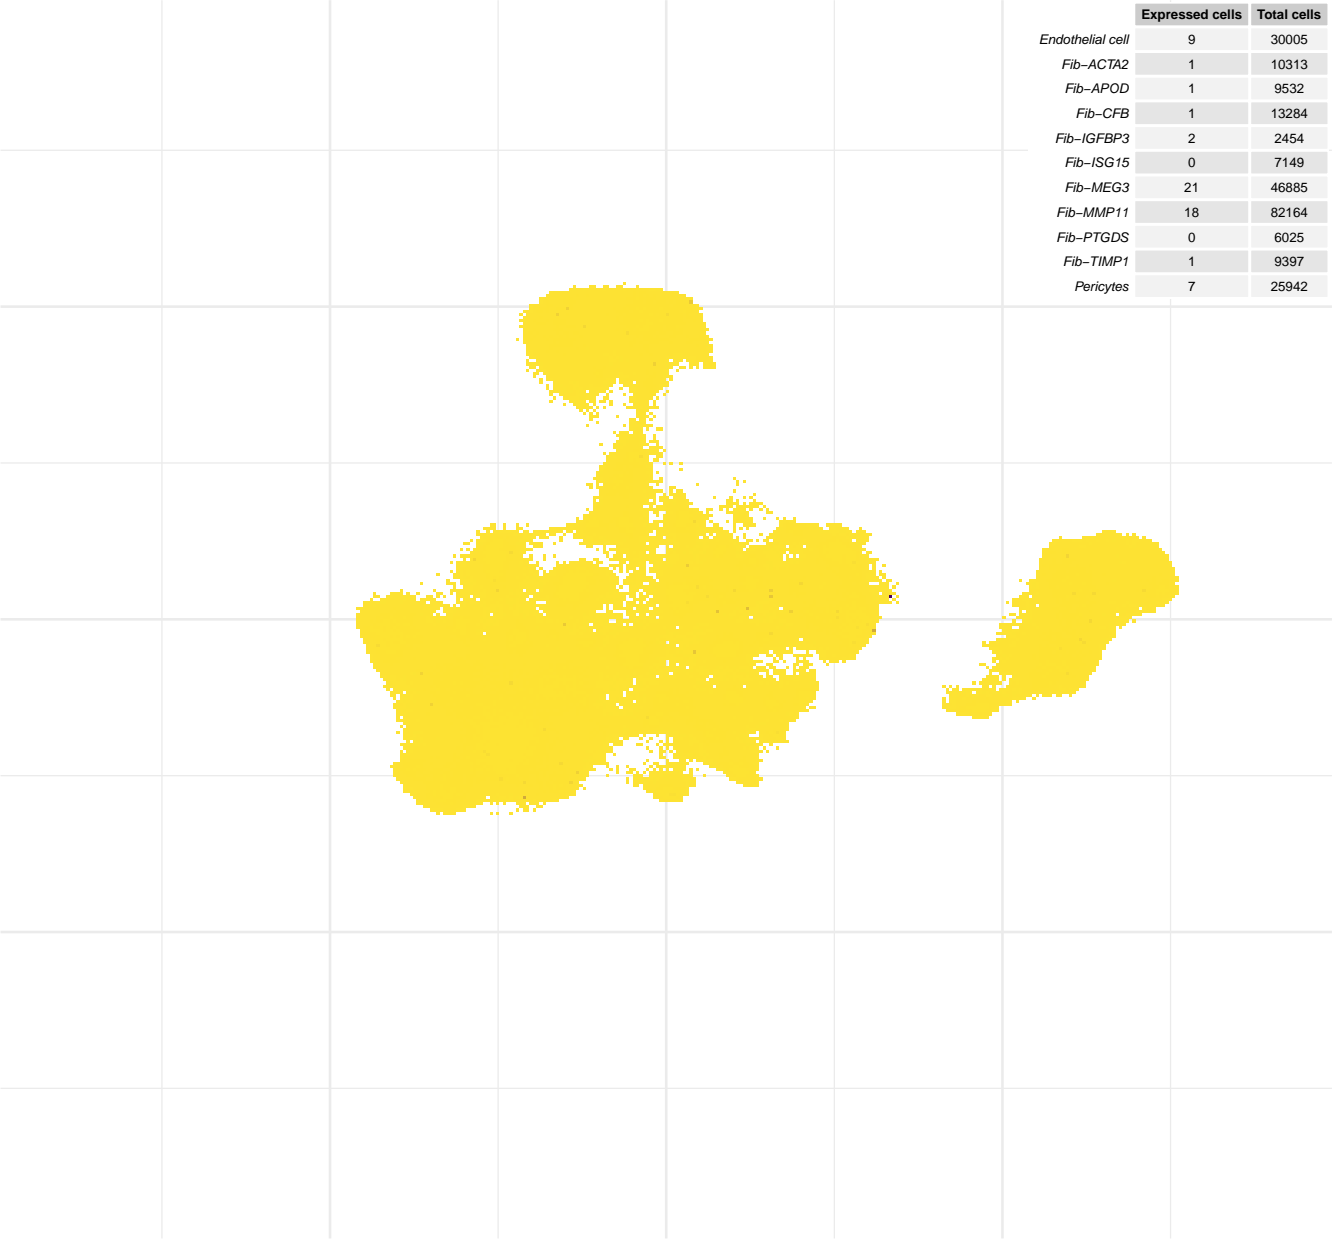 Expressed cells Total cells
Endothelial cell 9 30005
Fib−ACTA2 1 10313
Fib−APOD 1 9532
Fib−CFB 1 13284
Fib−IGFBP3 2 2454
Fib−ISG15 0 7149
Fib−MEG3 21 46885
Fib−MMP11 18 82164
Fib−PTGDS 0 6025
Fib−TIMP1 1 9397
Pericytes 7 25942